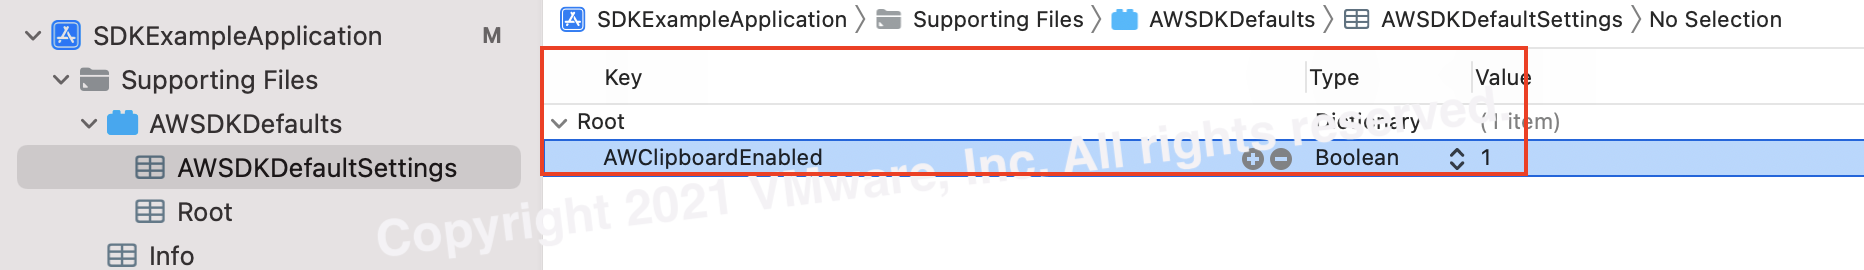 SDKExampleApplication M
Supporting Files
AWSDKDefaults
AWSDKDefaultSettings
Root
Info
SDKExampleApplication Supporting Files AWSDKDefaults AWSDKDefaultSettings No Selection
Key Type Value
Root Dictionary (1 item)
AWClipboardEnabled Boolean 1
Copyright 2021 VMware, Inc. All rights reserved